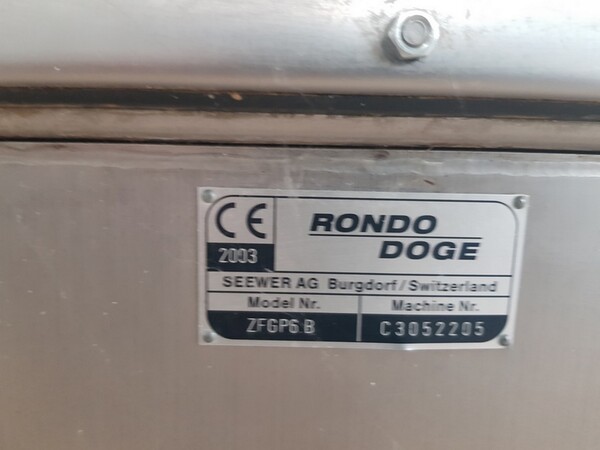 CE
2003
RONDO
DOGE
SEEWER AG Burgdorf/Switzerland
Model Nr. Machine Nr.
ZFGP6.B C3052205